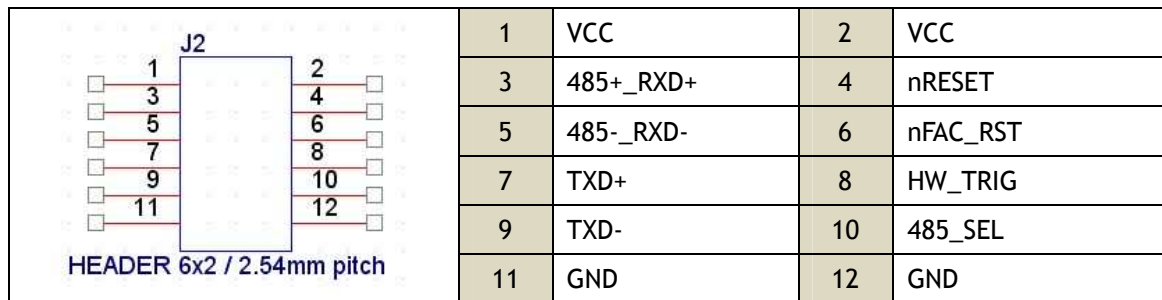 J2
1 2
3 4
5 6
7 8
9 10
11 12
HEADER 6x2 / 2.54mm pitch
1 VCC 2 VCC
3 485+_RXD+ 4 nRESET
5 485-_RXD- 6 nFAC_RST
7 TXD+ 8 HW_TRIG
9 TXD- 10 485_SEL
11 GND 12 GND